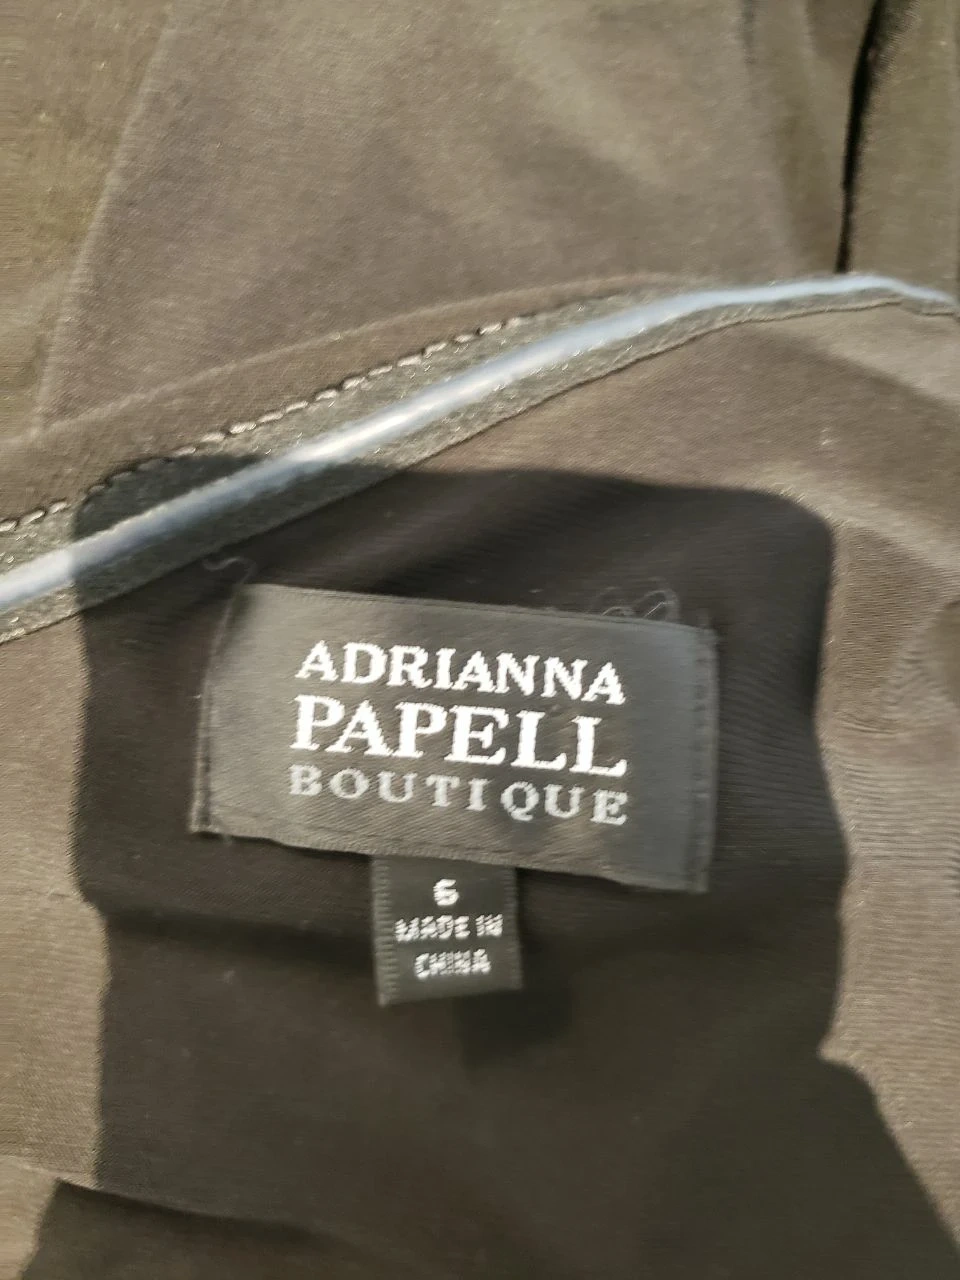 ADRIANNA
PAPELL
BOUTIQUE
6
MADE IN
CHINA